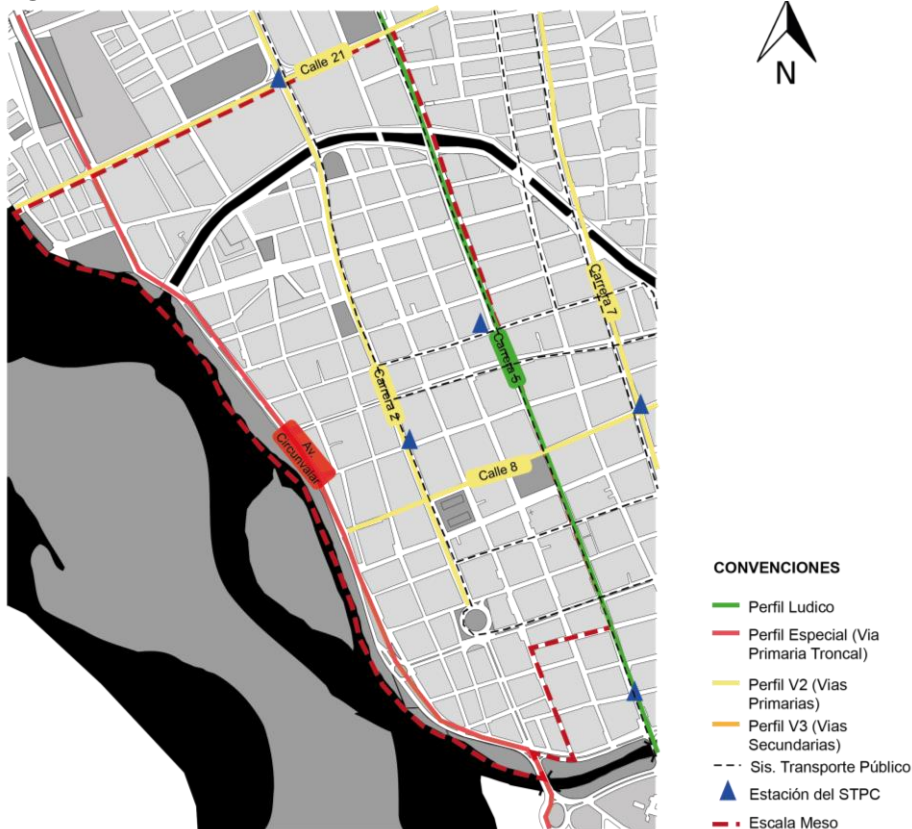 N
Calle 21
Carrera 7
Carrera 5
Carrera 2
Av.
Circunvalar
Calle 8
CONVENCIONES
Perfil Ludico
Perfil Especial (Via
Primaria Troncal)
Perfil V2 (Vias
Primarias)
Perfil V3 (Vias
Secundarias)
Sis. Transporte Público
Estación del STPC
Escala Meso